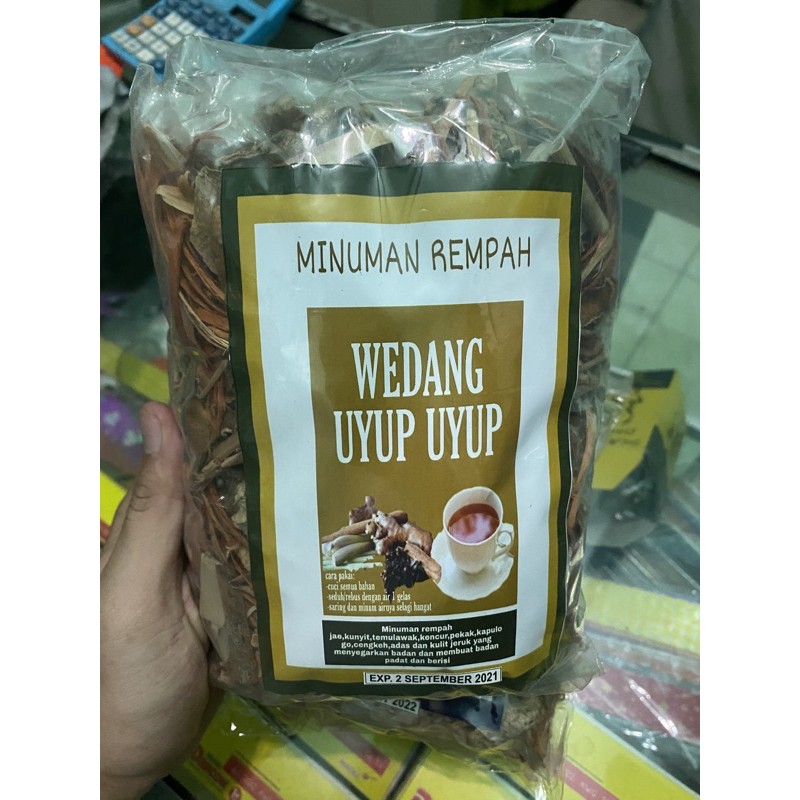 MINUMAN REMPAH
WEDANG
UYUP UYUP
cara pakai:
-cuci semua bahan
-seduh/rebus dengan air 1 gelas
-saring dan minum airnya selagi hangat
Minuman rempah
jae,kunyit,temulawak,kencur,pekak,kapulo
go,cengkeh,adas dan kulit jeruk yang
menyegarkan badan dan membuat badan
padat dan berisi
EXP. 2 SEPTEMBER 2021
2022